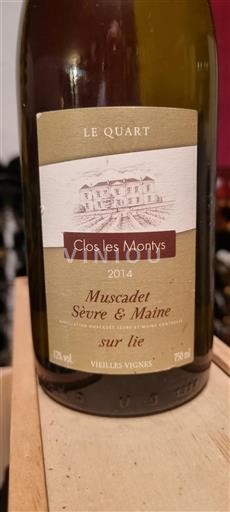 LE QUART
Clos les Montys
VINIOU
2014
Muscadet
Sèvre & Maine
APPELLATION MUSCADET SÈVRE ET MAINE CONTRÔLÉE
sur lie
12% vol.
750 ml
VIEILLES VIGNES